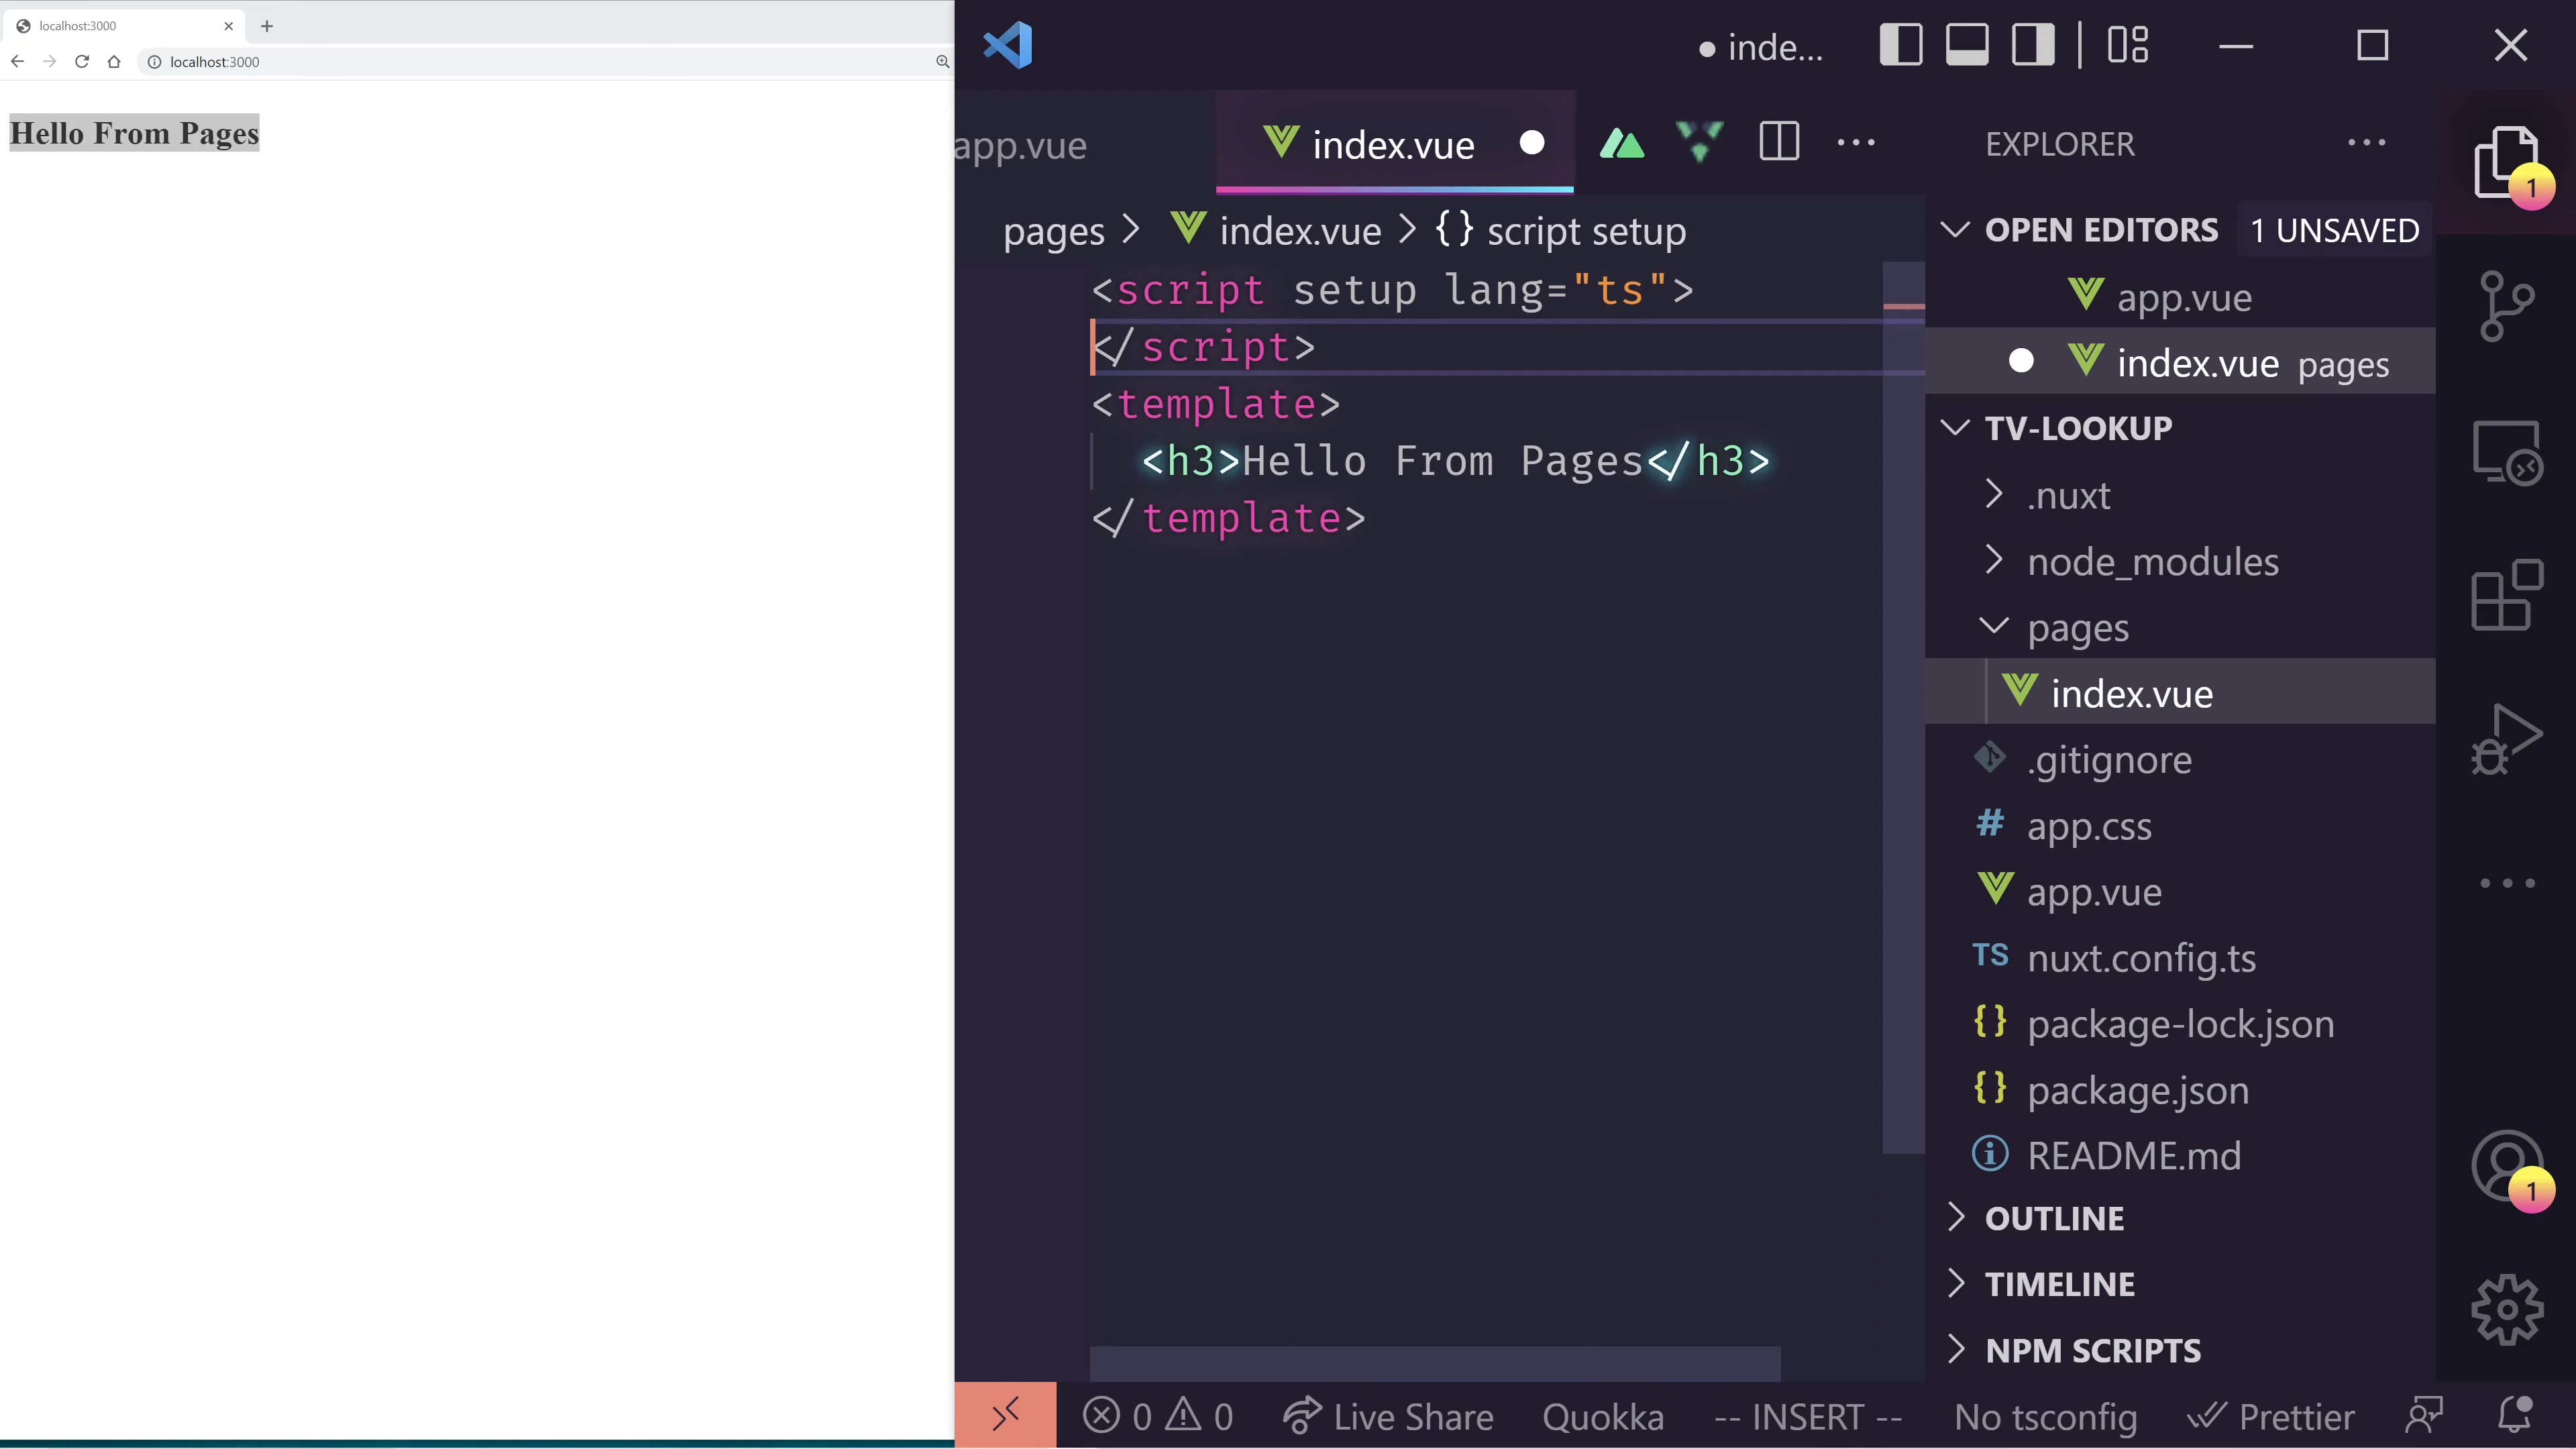 localhost:3000
localhost:3000
Hello From Pages
inde...
app.vue
index.vue
pages
index.vue
{} script setup
<script setup lang="ts">
</script>
<template>
<h3>Hello From Pages</h3>
</template>
EXPLORER
OPEN EDITORS 1 UNSAVED
app.vue
index.vue pages
TV-LOOKUP
.nuxt
node_modules
pages
index.vue
.gitignore
# app.css
app.vue
TS nuxt.config.ts
{} package-lock.json
{} package.json
README.md
OUTLINE
TIMELINE
NPM SCRIPTS
1
1
0 0 Live Share Quokka -- INSERT -- No tsconfig Prettier